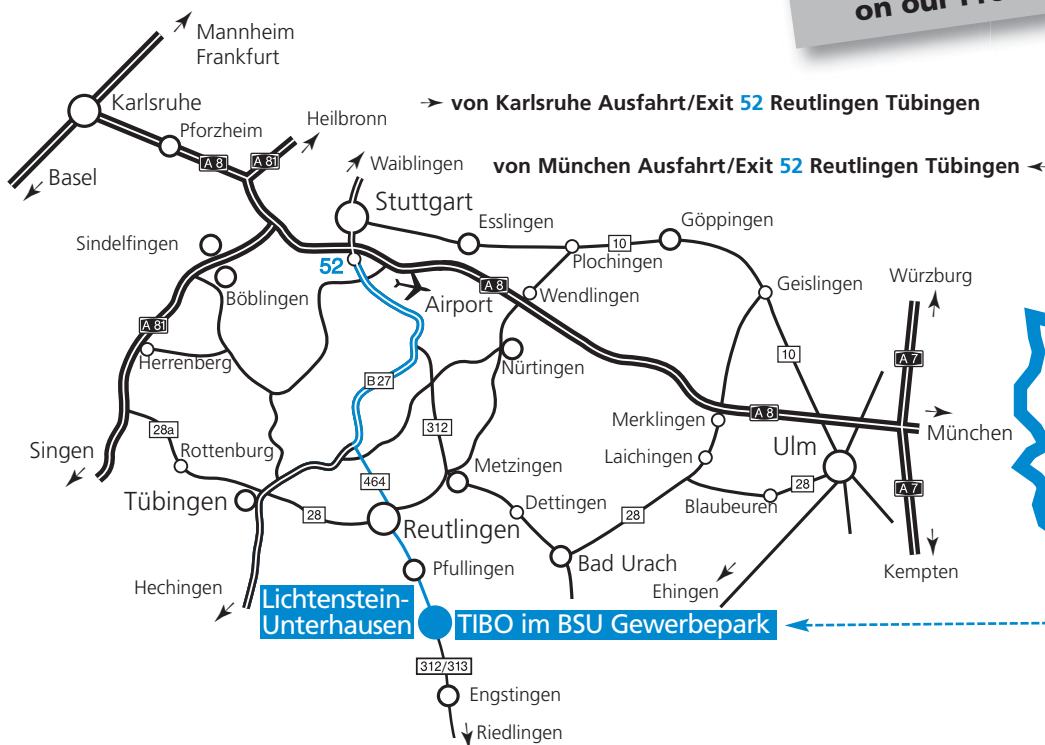 on our
Mannheim
Frankfurt
Karlsruhe
von Karlsruhe Ausfahrt/Exit 52 Reutlingen Tübingen
Pforzheim
Heilbronn
A 8
A 81
Waiblingen
von München Ausfahrt/Exit 52 Reutlingen Tübingen
Basel
Stuttgart
Esslingen
Göppingen
Sindelfingen
10
Plochingen
52
Böblingen
Airport
A 8
Wendlingen
Geislingen
Würzburg
A 81
Herrenberg
Nürtingen
10
A 7
B 27
28a
312
Merklingen
A 8
München
Singen
Rottenburg
Metzingen
Laichingen
Ulm
464
Tübingen
Dettingen
28
A 7
Blaubeuren
28
Reutlingen
28
Pfullingen
Bad Urach
Kempten
Hechingen
Ehingen
Lichtenstein-
Unterhausen
TIBO im BSU Gewerbepark
312/313
Engstingen
Riedlingen